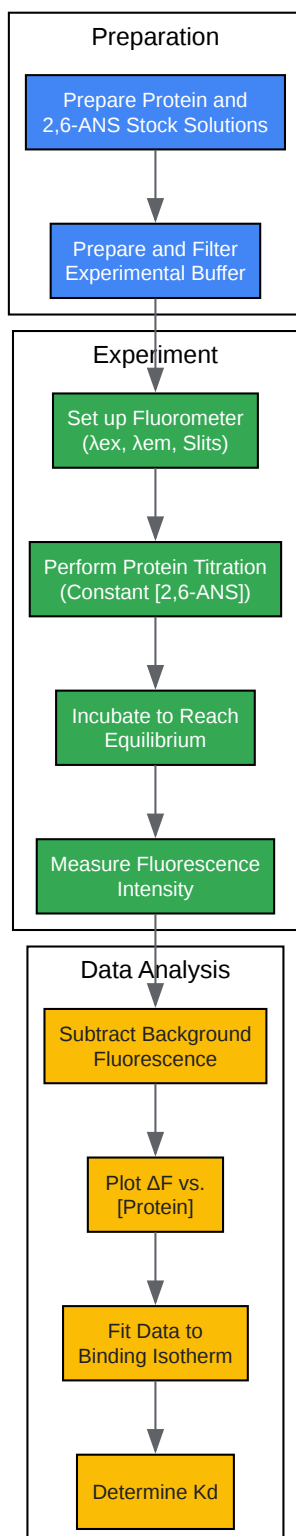 Preparation
Prepare Protein and
2,6-ANS Stock Solutions
Prepare and Filter
Experimental Buffer
Experiment
Set up Fluorometer
(λex, λem, Slits)
Perform Protein Titration
(Constant [2,6-ANS])
Incubate to Reach
Equilibrium
Measure Fluorescence
Intensity
Data Analysis
Subtract Background
Fluorescence
Plot ΔF vs.
[Protein]
Fit Data to
Binding Isotherm
Determine Kd